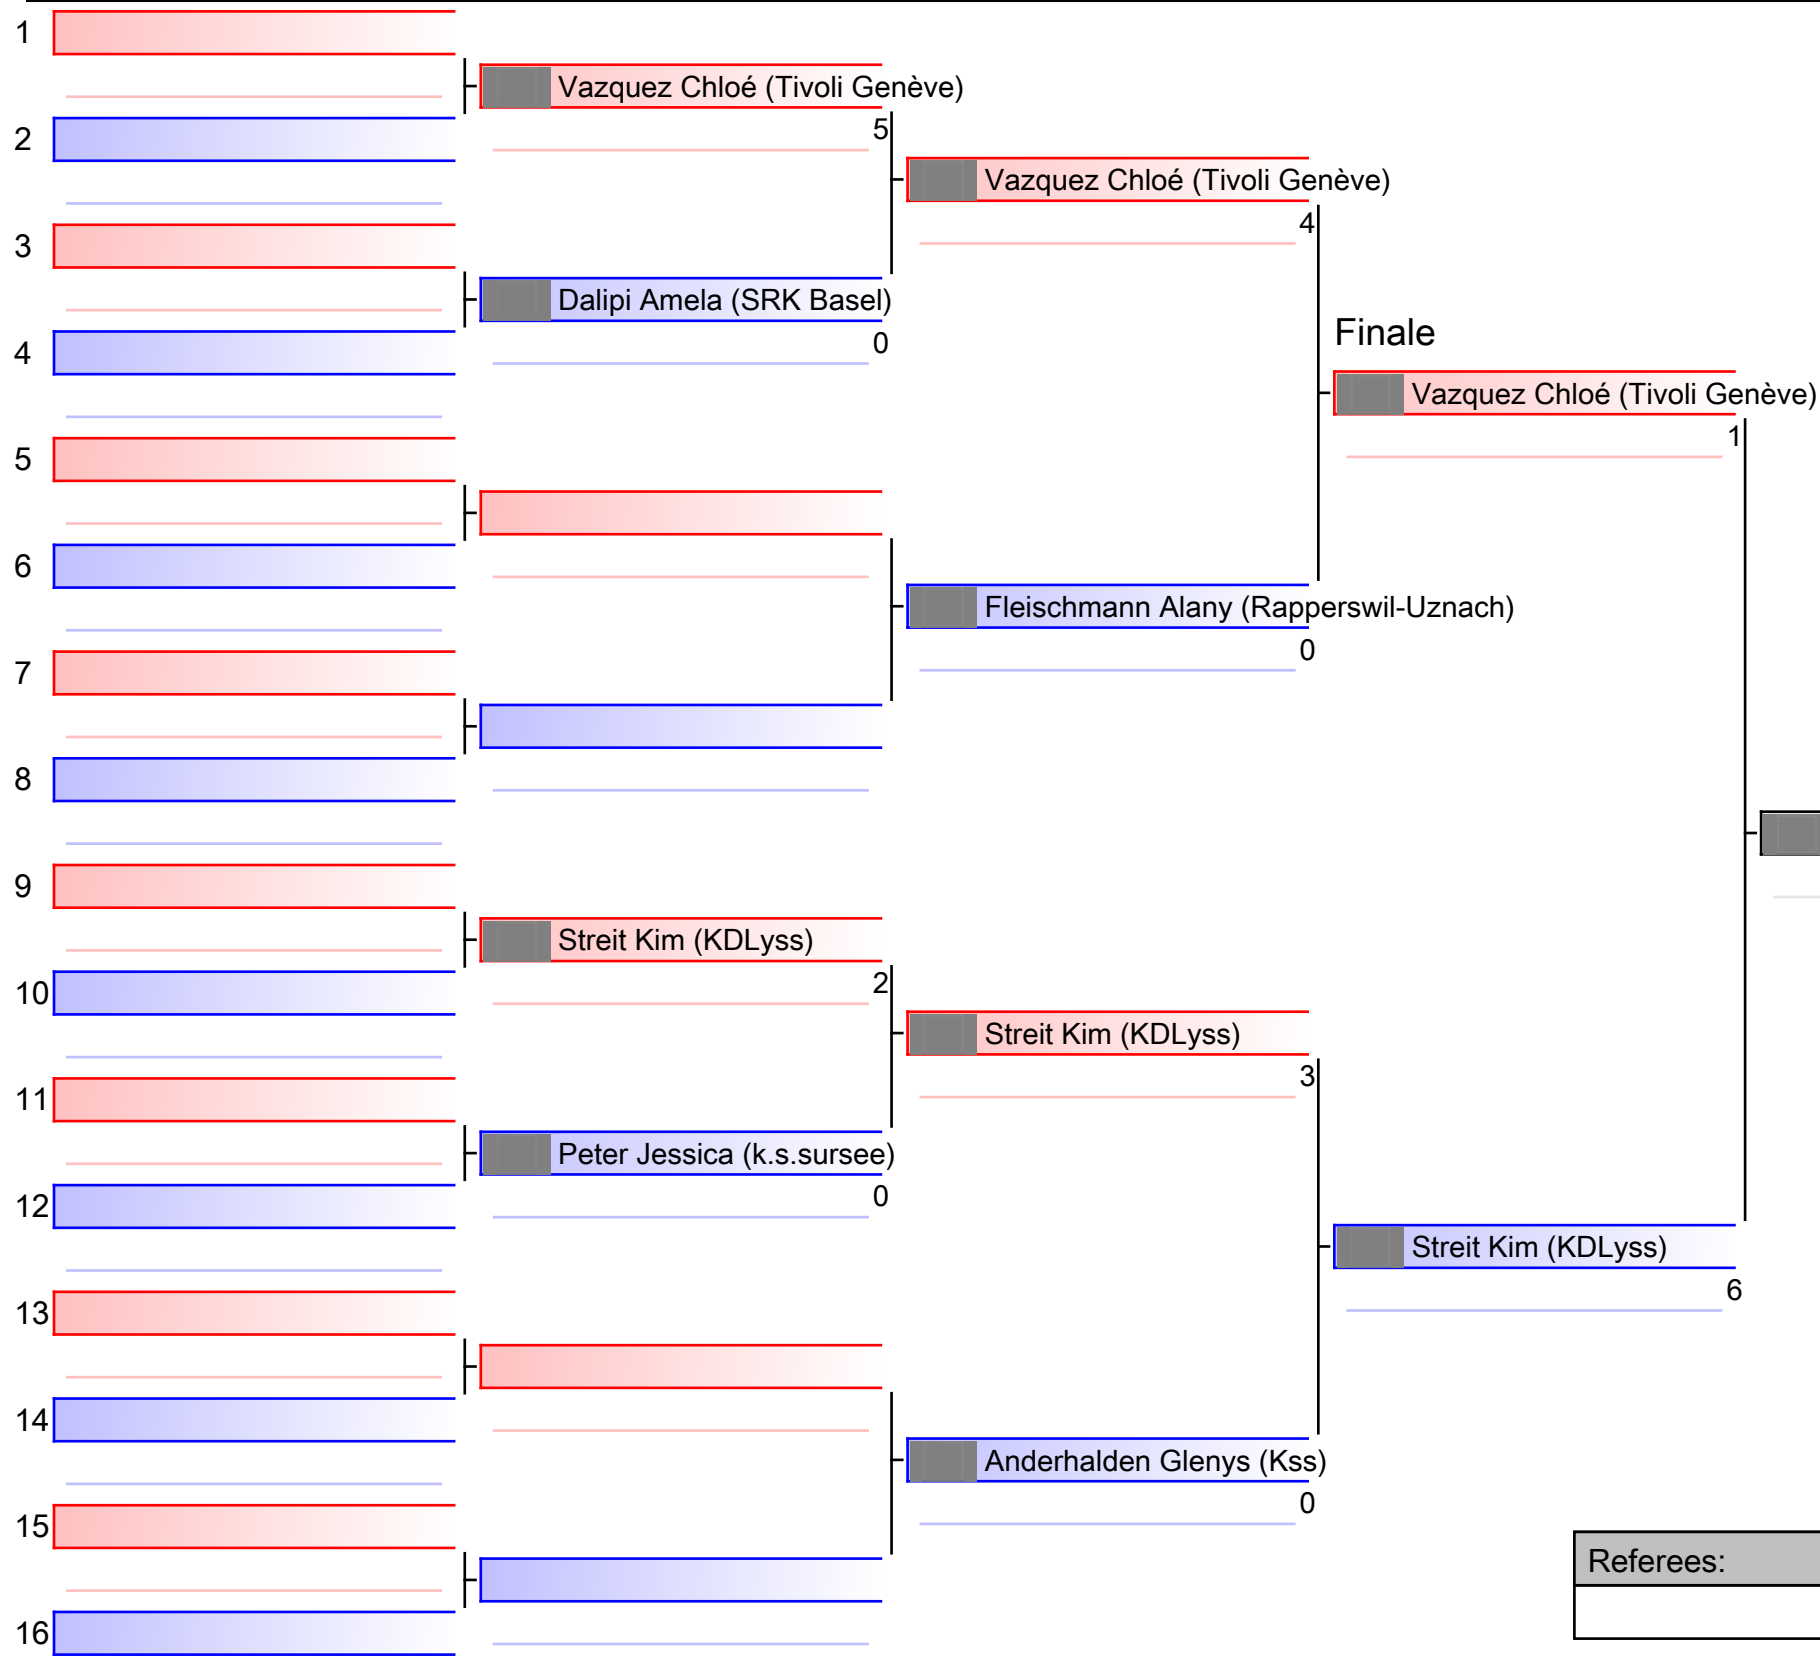 1
Vazquez Chloé (Tivoli Genève)
2
5
Vazquez Chloé (Tivoli Genève)
3
4
Dalipi Amela (SRK Basel)
4
0
Finale
Vazquez Chloé (Tivoli Genève)
5
1
6
Fleischmann Alany (Rapperswil-Uznach)
7
0
8
9
Streit Kim (KDLyss)
10
2
Streit Kim (KDLyss)
11
3
Peter Jessica (k.s.sursee)
12
0
Streit Kim (KDLyss)
13
6
14
Anderhalden Glenys (Kss)
15
0
Referees:
16